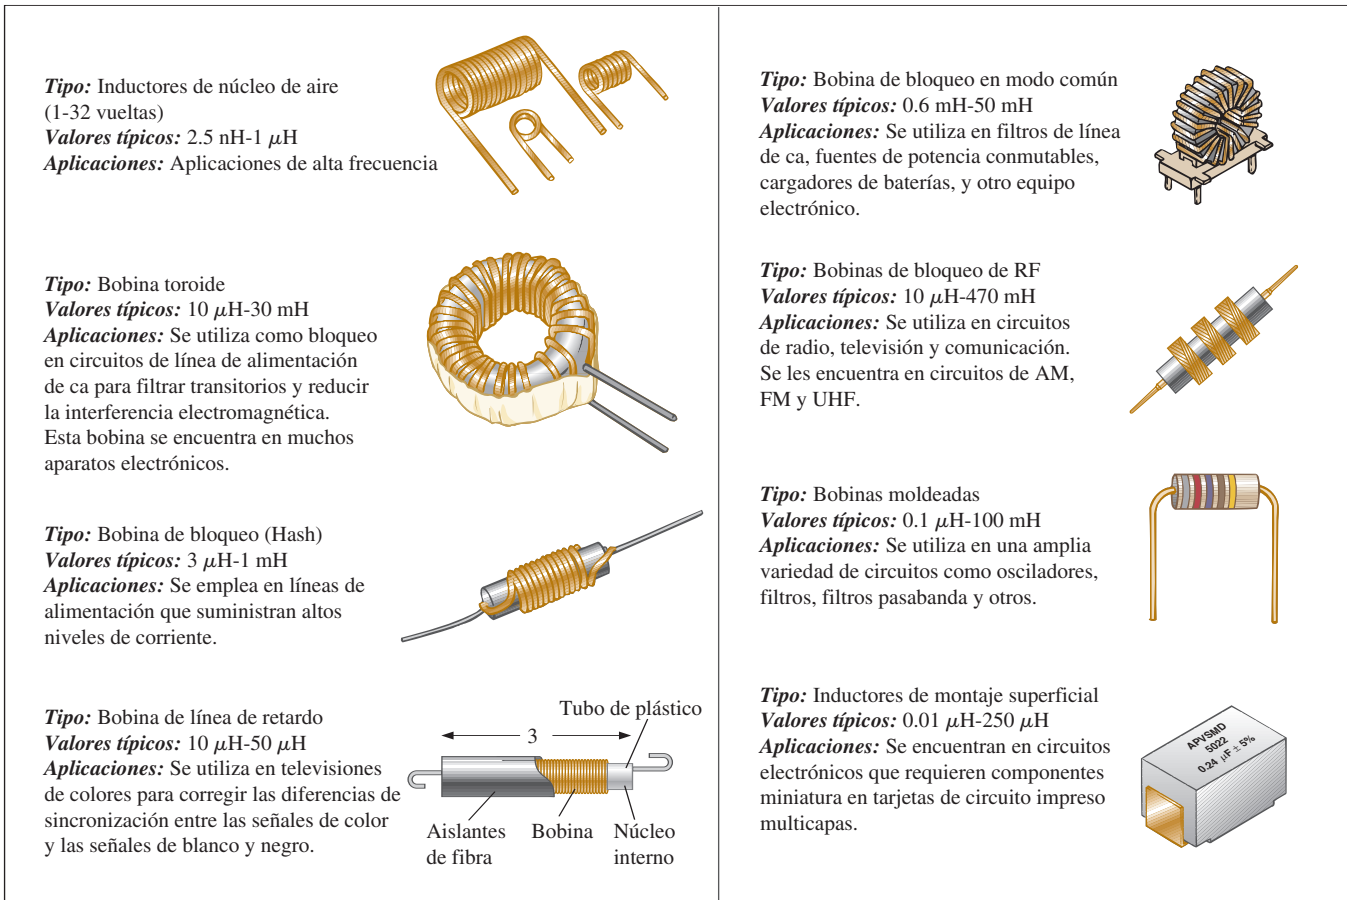 Tipo: Inductores de núcleo de aire
(1-32 vueltas)
Valores típicos: 2.5 nH-1 μH
Aplicaciones: Aplicaciones de alta frecuencia
Tipo: Bobina toroide
Valores típicos: 10 μH-30 mH
Aplicaciones: Se utiliza como bloqueo
en circuitos de línea de alimentación
de ca para filtrar transitorios y reducir
la interferencia electromagnética.
Esta bobina se encuentra en muchos
aparatos electrónicos.
Tipo: Bobina de bloqueo (Hash)
Valores típicos: 3 μH-1 mH
Aplicaciones: Se emplea en líneas de
alimentación que suministran altos
niveles de corriente.
Tipo: Bobina de línea de retardo
Valores típicos: 10 μH-50 μH
Aplicaciones: Se utiliza en televisiones
de colores para corregir las diferencias de
sincronización entre las señales de color
y las señales de blanco y negro.
Tubo de plástico
3
Aislantes
de fibra
Bobina
Núcleo
interno
Tipo: Bobina de bloqueo en modo común
Valores típicos: 0.6 mH-50 mH
Aplicaciones: Se utiliza en filtros de línea
de ca, fuentes de potencia conmutables,
cargadores de baterías, y otro equipo
electrónico.
Tipo: Bobinas de bloqueo de RF
Valores típicos: 10 μH-470 mH
Aplicaciones: Se utiliza en circuitos
de radio, televisión y comunicación.
Se les encuentra en circuitos de AM,
FM y UHF.
Tipo: Bobinas moldeadas
Valores típicos: 0.1 μH-100 mH
Aplicaciones: Se utiliza en una amplia
variedad de circuitos como osciladores,
filtros, filtros pasabanda y otros.
Tipo: Inductores de montaje superficial
Valores típicos: 0.01 μH-250 μH
Aplicaciones: Se encuentran en circuitos
electrónicos que requieren componentes
miniatura en tarjetas de circuito impreso
multicapas.
APVSMD
5022
0.24 μF ± 5%